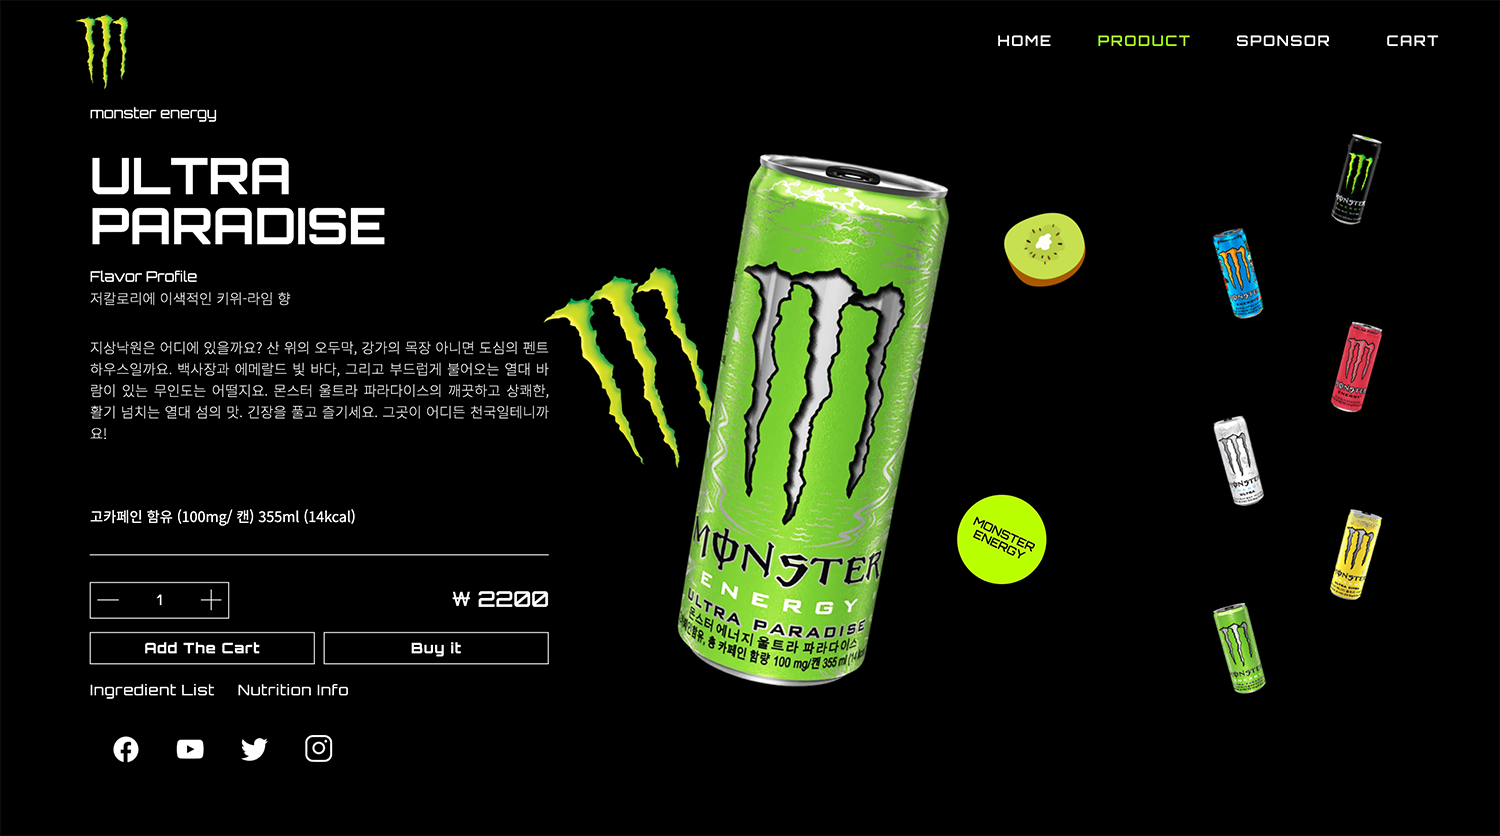 HOME PRODUCT SPONSOR CART
monster energy
ULTRA
PARADISE
Flavor Profile
저칼로리에 이색적인 키위-라임 향
지상낙원은 어디에 있을까요? 산 위의 오두막, 강가의 목장 아니면 도심의 펜트
하우스일까요. 백사장과 에메랄드 빛 바다, 그리고 부드럽게 불어오는 열대 바
람이 있는 무인도는 어떨지요. 몬스터 울트라 파라다이스의 깨끗하고 상쾌한,
활기 넘치는 열대 섬의 맛. 긴장을 풀고 즐기세요. 그곳이 어디든 천국일테니까
요!
고카페인 함유 (100mg/ 캔) 355ml (14kcal)
1
₩ 2200
Add The Cart
Buy it
Ingredient List
Nutrition Info
MONSTER
ENERGY
ULTRA PARADISE
몬스터 에너지 울트라 파라다이스
총 카페인 함량 100 mg/캔 355 ml
MONSTER
ENERGY
MONSTER
MONSTER
MONSTER
MONSTER
ULTRA
MONSTER
MONSTER